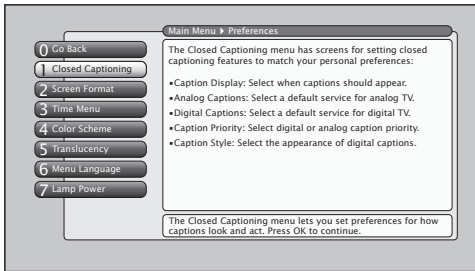 Main Menu ▸ Preferences
0 Go Back
1 Closed Captioning
2 Screen Format
3 Time Menu
4 Color Scheme
5 Translucency
6 Menu Language
7 Lamp Power
The Closed Captioning menu has screens for setting closed
captioning features to match your personal preferences:
▪Caption Display: Select when captions should appear.
▪Analog Captions: Select a default service for analog TV.
▪Digital Captions: Select a default service for digital TV.
▪Caption Priority: Select digital or analog caption priority.
▪Caption Style: Select the appearance of digital captions.
The Closed Captioning menu lets you set preferences for how
captions look and act. Press OK to continue.